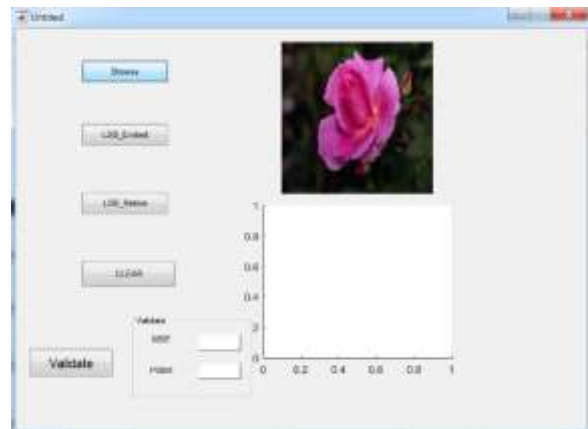 Untitled
Browse
LSB_Embed
LSB_Retrive
CLEAR
Validate
MSE
PSNR
Validate
1
0.8
0.6
0.4
2
0
0
0.2
0.4
0.6
0.8
1